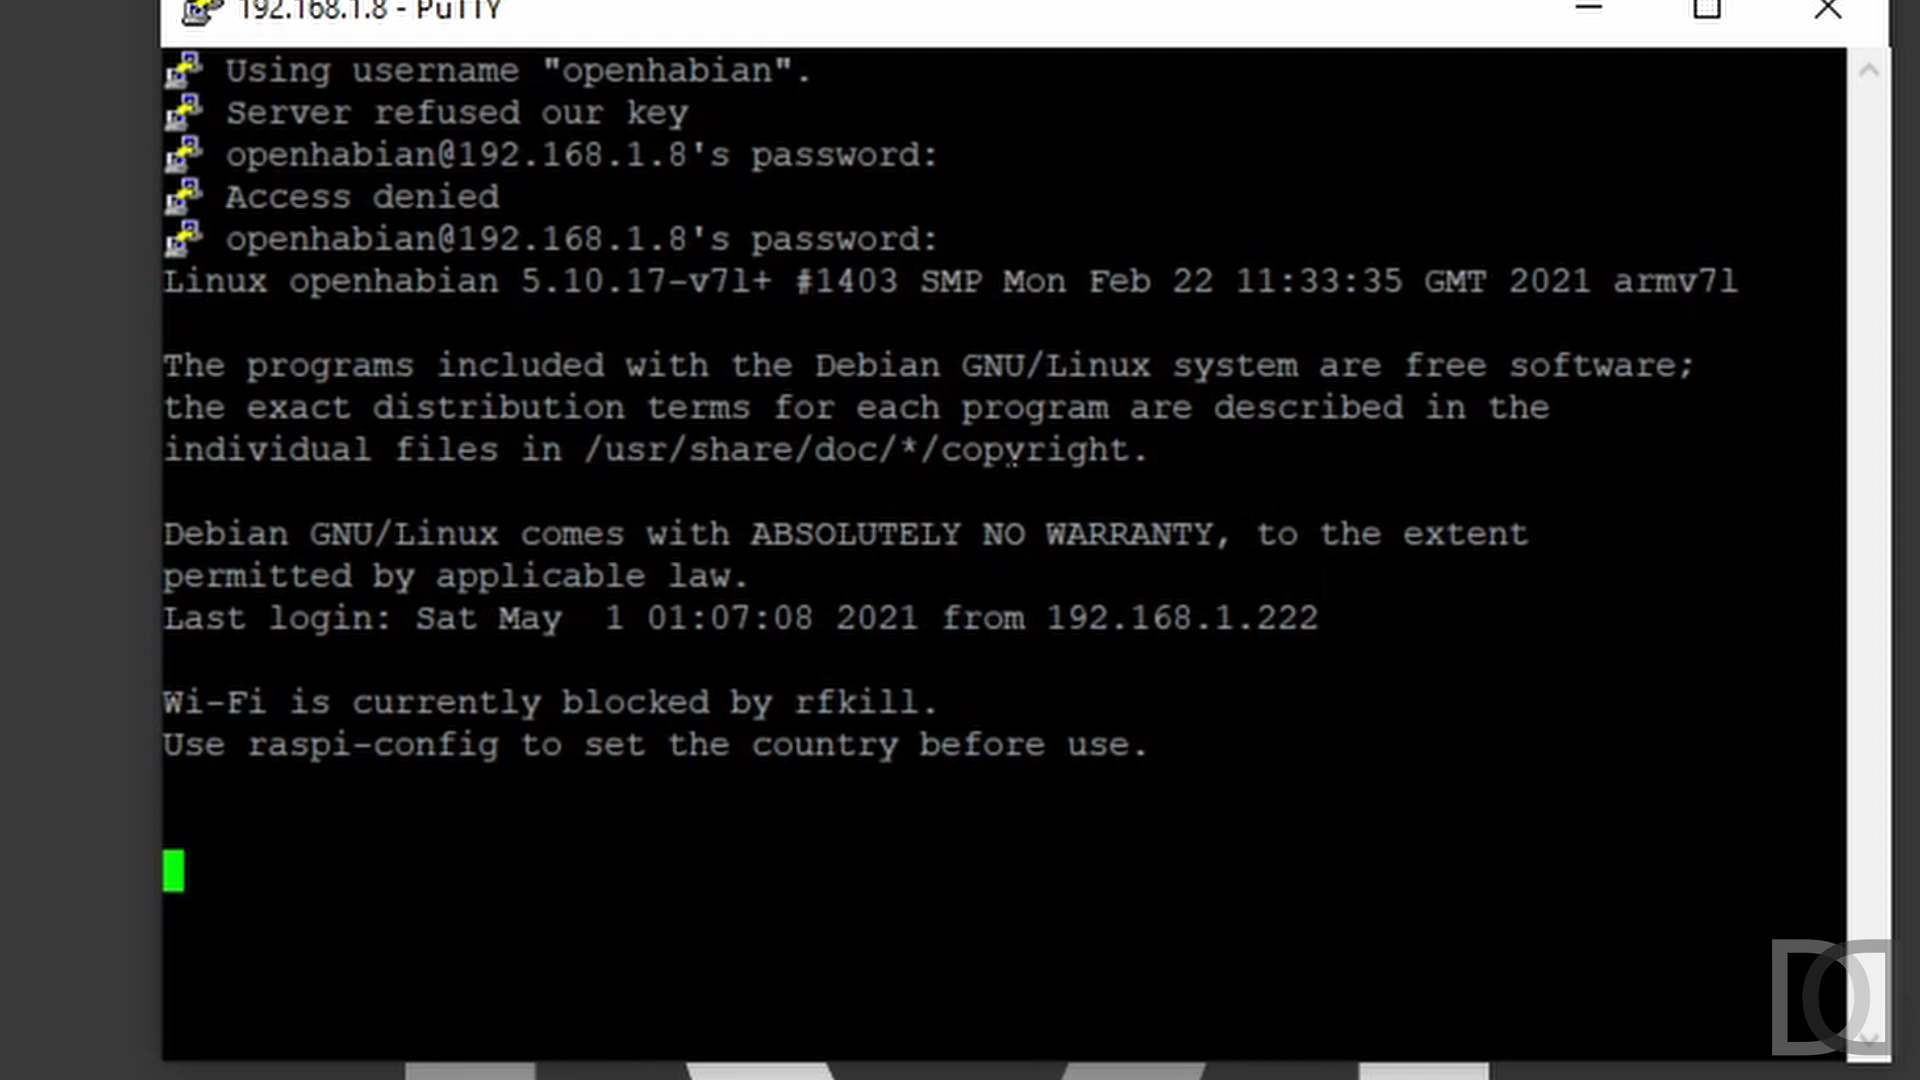 192.168.1.8 - PuTTY
Using username "openhabian".
Server refused our key
openhabian@192.168.1.8's password:
Access denied
openhabian@192.168.1.8's password:
Linux openhabian 5.10.17-v7l+ #1403 SMP Mon Feb 22 11:33:35 GMT 2021 armv7l
The programs included with the Debian GNU/Linux system are free software;
the exact distribution terms for each program are described in the
individual files in /usr/share/doc/*/copyright.
Debian GNU/Linux comes with ABSOLUTELY NO WARRANTY, to the extent
permitted by applicable law.
Last login: Sat May  1 01:07:08 2021 from 192.168.1.222
Wi-Fi is currently blocked by rfkill.
Use raspi-config to set the country before use.